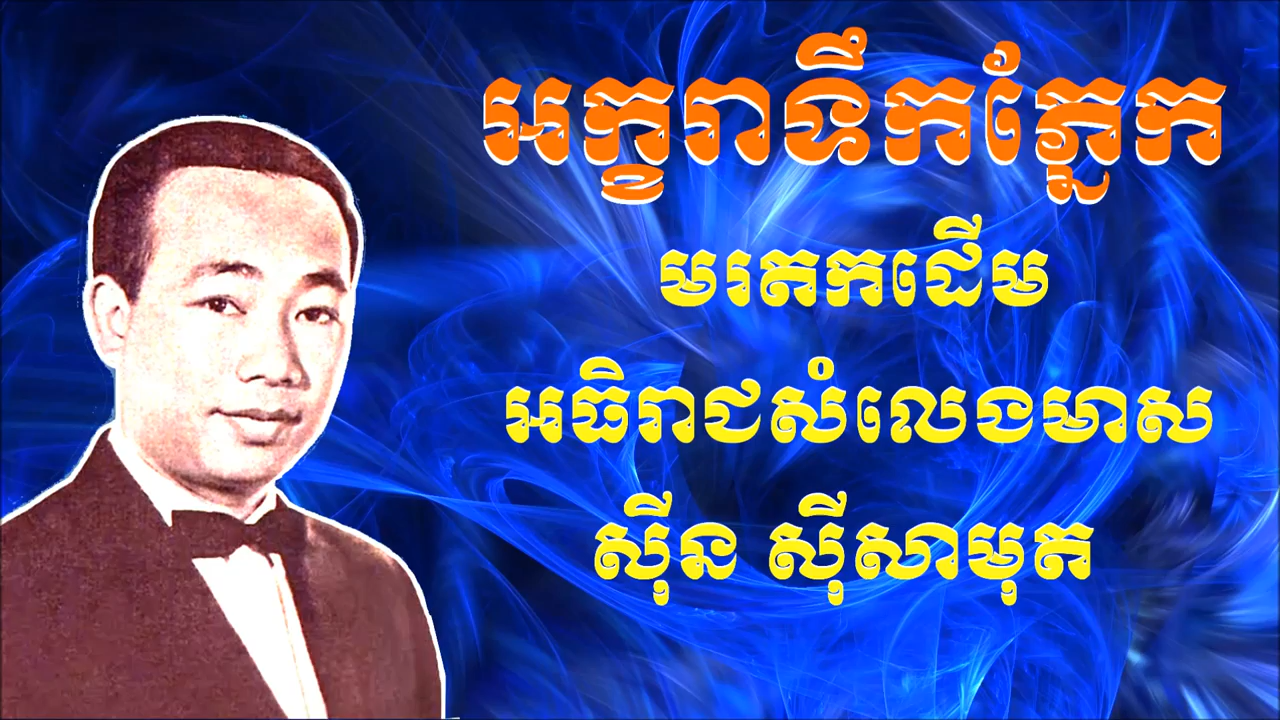 អក្ខរាទឹកភ្នែក
មរតកដើម
អធិរាជសំលេងមាស
ស៊ីន ស៊ីសាមុត